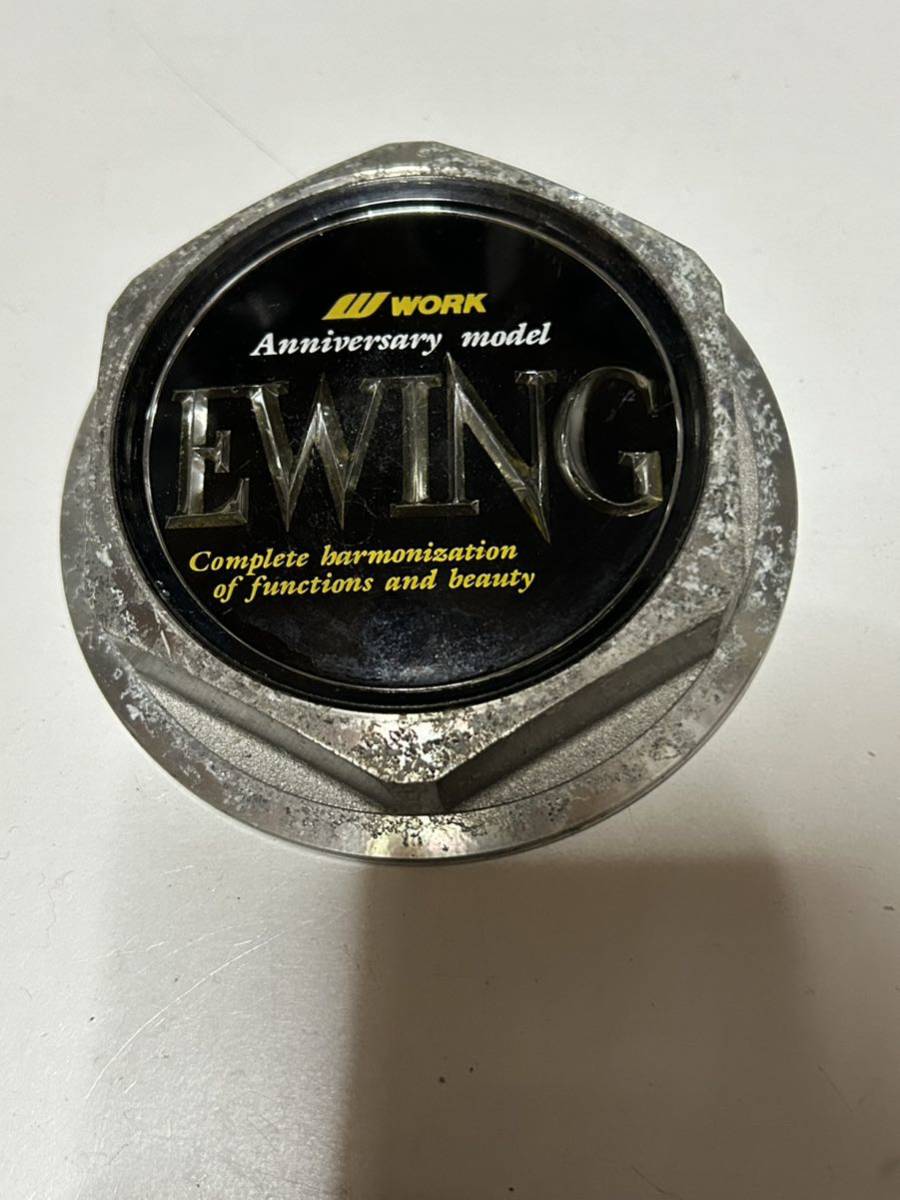 W WORK
Anniversary model
EWING
Complete harmonization
of functions and beauty